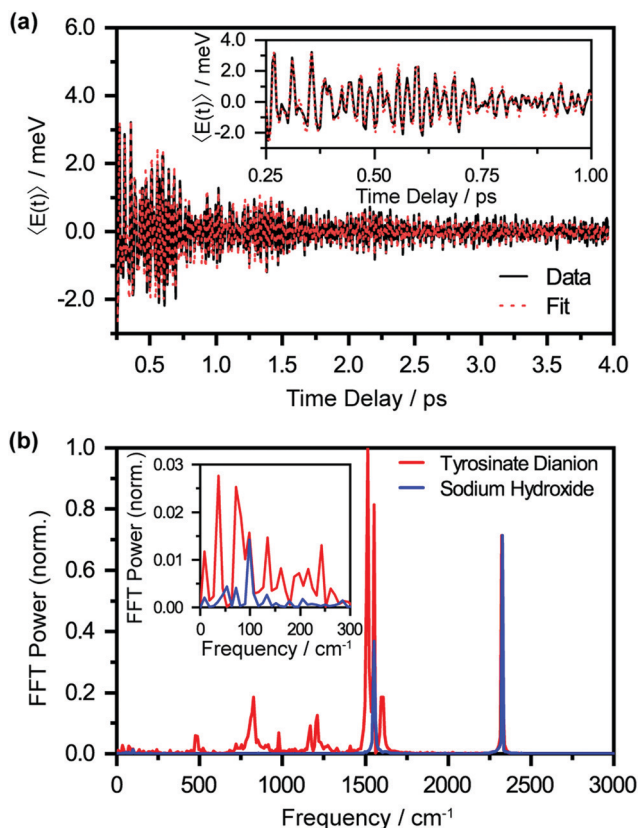 (a)
6.0
4.0
2.0
0.0
-2.0
⟨E(t)⟩ / meV
4.0
2.0
0.0
-2.0
⟨E(t)⟩ / meV
0.25 0.50 0.75 1.00
Time Delay / ps
Data
Fit
0.5 1.0 1.5 2.0 2.5 3.0 3.5 4.0
Time Delay / ps
(b)
1.0
0.8
0.6
0.4
0.2
0.0
FFT Power (norm.)
0.03
0.02
0.01
0.00
FFT Power (norm.)
0 100 200 300
Frequency / cm⁻¹
Tyrosinate Dianion
Sodium Hydroxide
0 500 1000 1500 2000 2500 3000
Frequency / cm⁻¹